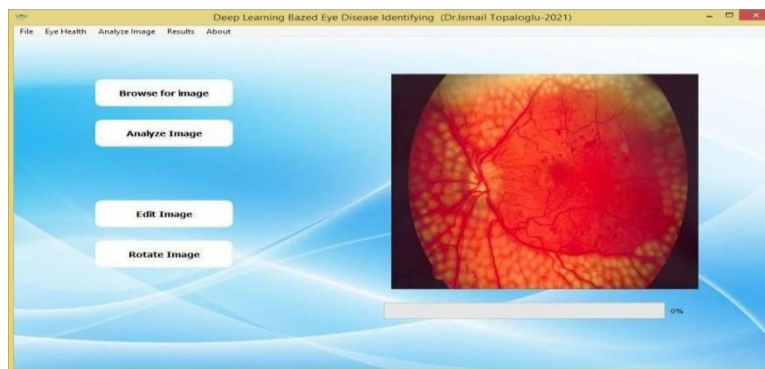 Deep Learning Bazed Eye Disease Identifying (Dr.Ismail Topaloglu-2021)
File Eye Health Analyze Image Results About
Browse for image
Analyze Image
Edit Image
Rotate Image
0%